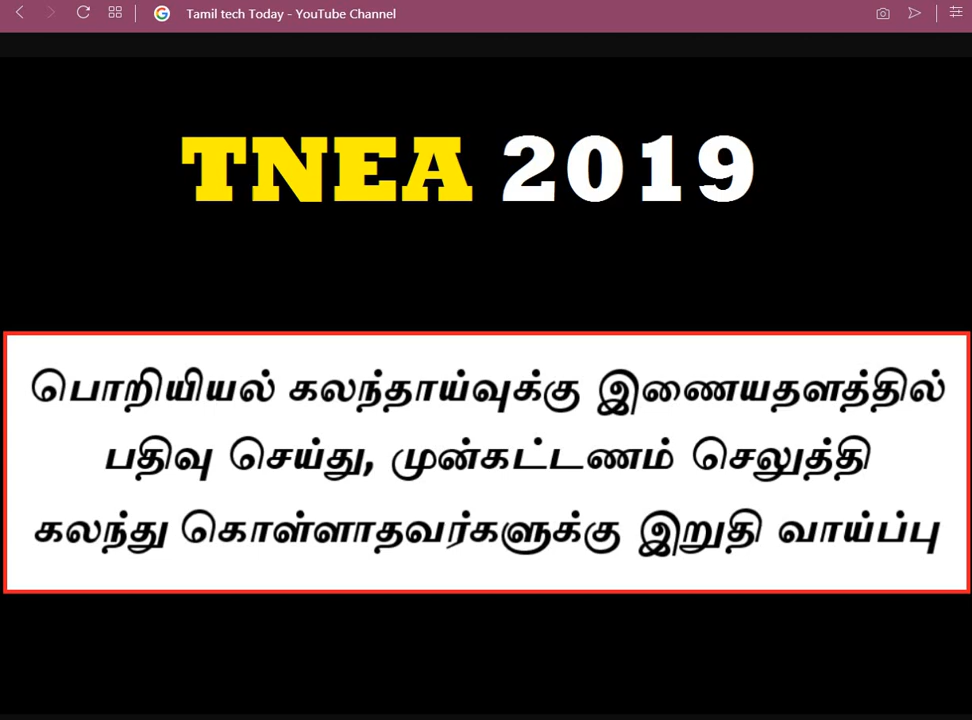 Tamil tech Today - YouTube Channel
TNEA 2019
பொறியியல் கலந்தாய்வுக்கு இணையதளத்தில்
பதிவு செய்து, முன்கட்டணம் செலுத்தி
கலந்து கொள்ளாதவர்களுக்கு இறுதி வாய்ப்பு